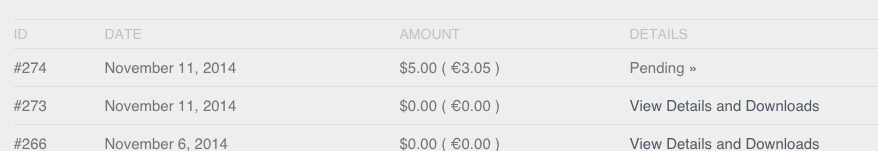 ID DATE AMOUNT DETAILS
#274 November 11, 2014 $5.00 ( €3.05 ) Pending »
#273 November 11, 2014 $0.00 ( €0.00 ) View Details and Downloads
#266 November 6, 2014 $0.00 ( €0.00 ) View Details and Downloads